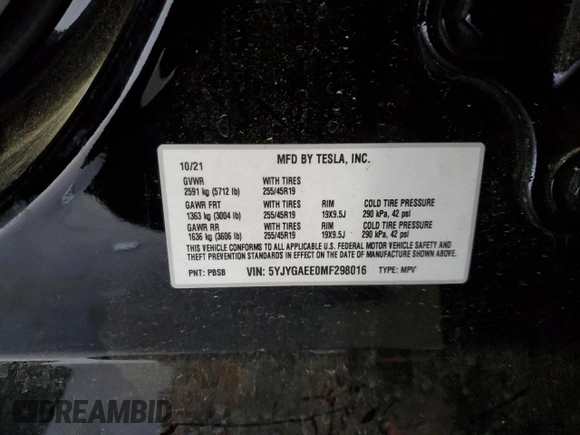 10/21 MFD BY TESLA, INC.
GVWR WITH TIRES
2591 kg (5712 lb) 255/45R19
GAWR FRT WITH TIRES RIM COLD TIRE PRESSURE
1363 kg (3004 lb) 255/45R19 19X9.5J 290 kPa, 42 psi
GAWR RR WITH TIRES RIM COLD TIRE PRESSURE
1636 kg (3606 lb) 255/45R19 19X9.5J 290 kPa, 42 psi
THIS VEHICLE CONFORMS TO ALL APPLICABLE U.S. FEDERAL MOTOR VEHICLE SAFETY AND
THEFT PREVENTION STANDARDS IN EFFECT ON THE DATE OF MANUFACTURE SHOWN ABOVE.
PNT: PBSB VIN: 5YJYGAEE0MF298016 TYPE: MPV
DREAMBID